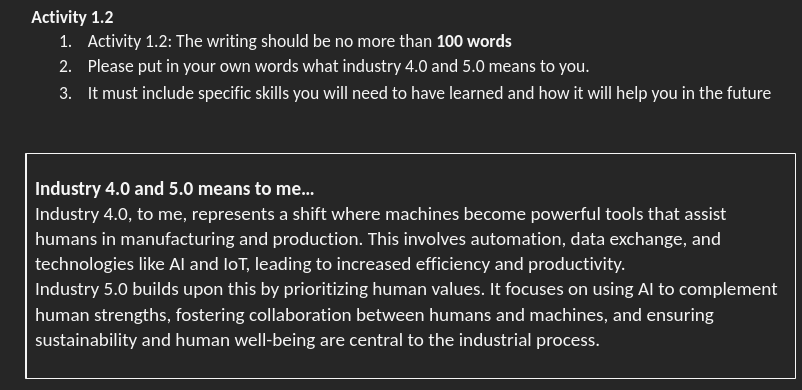 Activity 1.2
1. Activity 1.2: The writing should be no more than 100 words
2. Please put in your own words what industry 4.0 and 5.0 means to you.
3. It must include specific skills you will need to have learned and how it will help you in the future
Industry 4.0 and 5.0 means to me...
Industry 4.0, to me, represents a shift where machines become powerful tools that assist
humans in manufacturing and production. This involves automation, data exchange, and
technologies like AI and IoT, leading to increased efficiency and productivity.
Industry 5.0 builds upon this by prioritizing human values. It focuses on using AI to complement
human strengths, fostering collaboration between humans and machines, and ensuring
sustainability and human well-being are central to the industrial process.